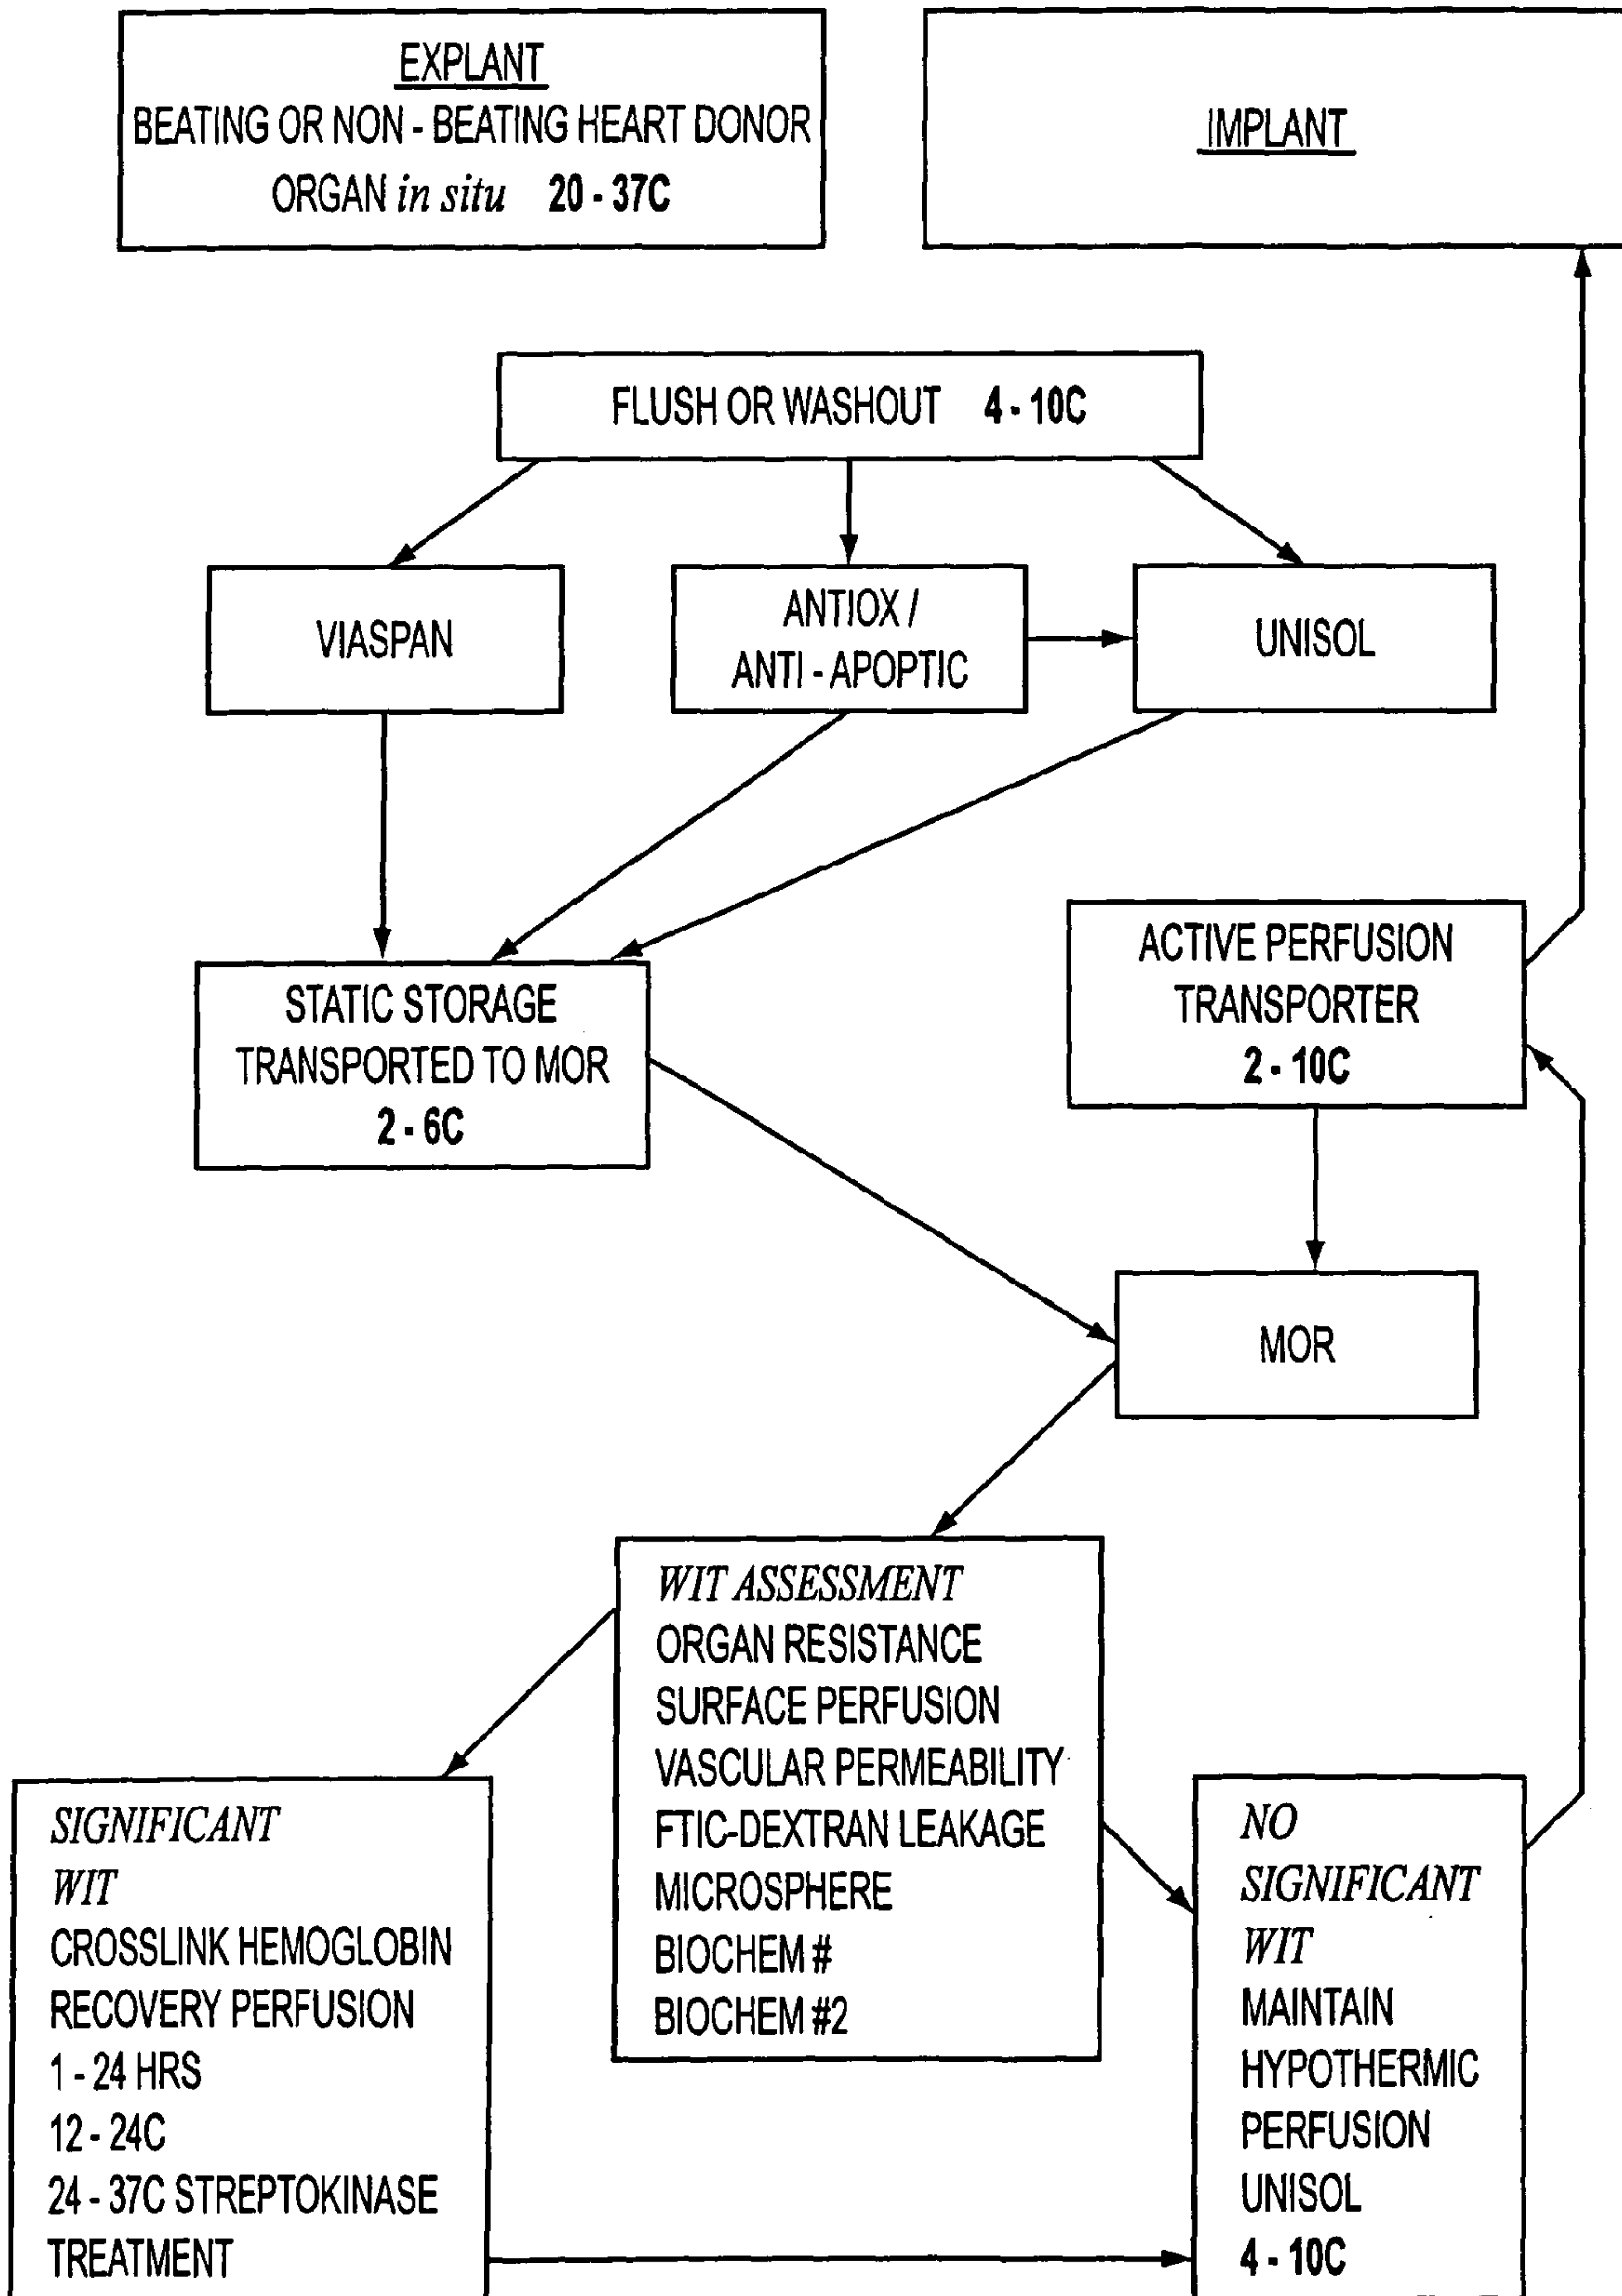 EXPLANT
BEATING OR NON - BEATING HEART DONOR
ORGAN in situ 20 - 37C
IMPLANT
FLUSH OR WASHOUT 4 - 10C
VIASPAN
ANTIOX /
ANTI - APOPTIC
UNISOL
STATIC STORAGE
TRANSPORTED TO MOR
2 - 6C
ACTIVE PERFUSION
TRANSPORTER
2 - 10C
MOR
WIT ASSESSMENT
ORGAN RESISTANCE
SURFACE PERFUSION
VASCULAR PERMEABILITY
FTIC-DEXTRAN LEAKAGE
MICROSPHERE
BIOCHEM #
BIOCHEM #2
SIGNIFICANT
WIT
CROSSLINK HEMOGLOBIN
RECOVERY PERFUSION
1 - 24 HRS
12 - 24C
24 - 37C STREPTOKINASE
TREATMENT
NO
SIGNIFICANT
WIT
MAINTAIN
HYPOTHERMIC
PERFUSION
UNISOL
4 - 10C